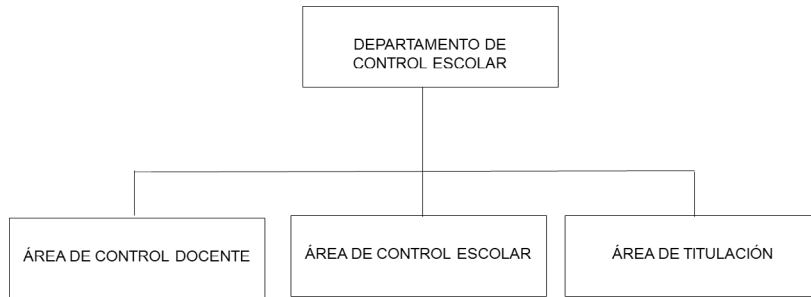 DEPARTAMENTO DE
CONTROL ESCOLAR
ÁREA DE CONTROL DOCENTE
ÁREA DE CONTROL ESCOLAR
ÁREA DE TITULACIÓN